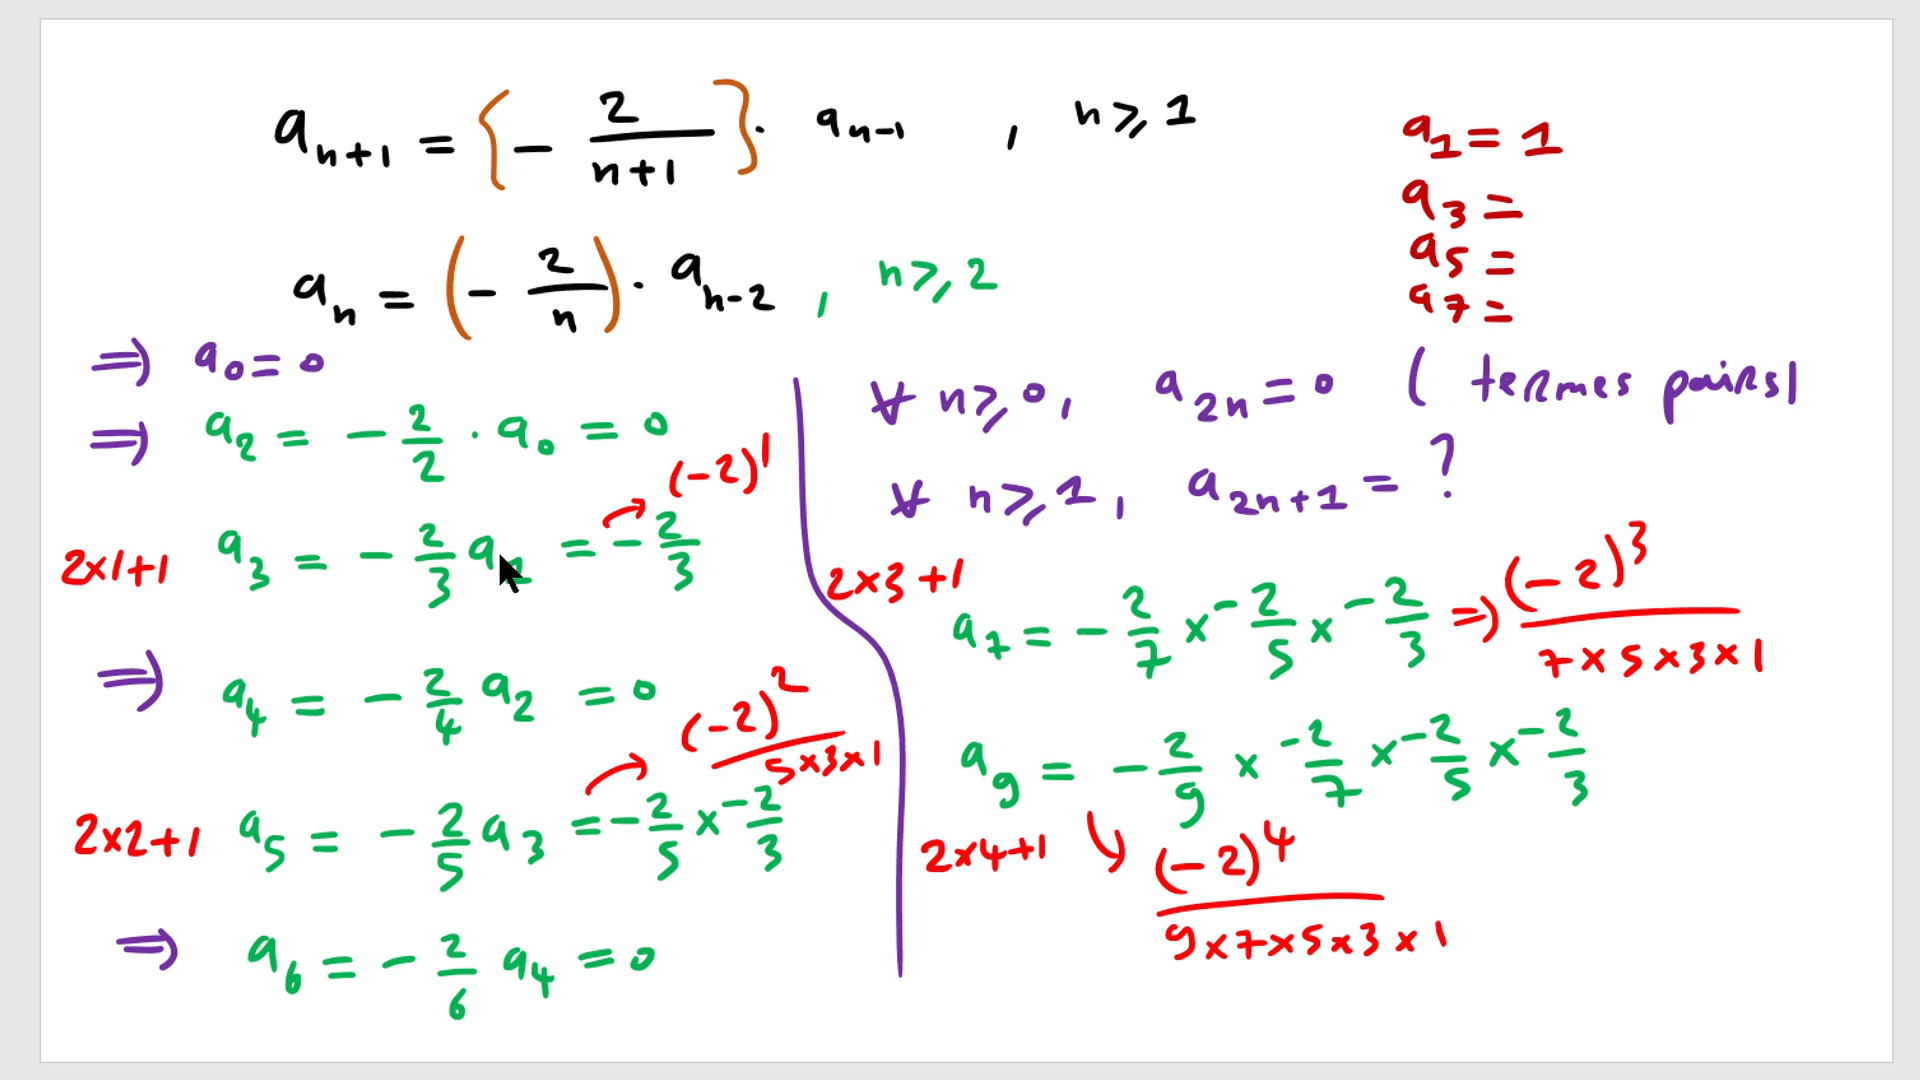 a_{n+1} = { - 2/(n+1) } · a_{n-1} , n ⩾ 1
a_n = ( - 2/n ) · a_{n-2} , n ⩾ 2
a_1 = 1
a_3 =
a_5 =
a_7 =
⇒ a_0 = 0
⇒ a_2 = - 2/2 · a_0 = 0
2×1+1 a_3 = - 2/3 a_1 = - 2/3
(-2)^1
⇒ a_4 = - 2/4 a_2 = 0
2×2+1 a_5 = - 2/5 a_3 = - 2/5 × -2/3
(-2)^2 / 5×3×1
⇒ a_6 = - 2/6 a_4 = 0
∀ n ⩾ 0, a_{2n} = 0 ( termes pairs)
∀ n ⩾ 1, a_{2n+1} = ?
2×3+1
a_7 = - 2/7 × -2/5 × -2/3 ⇒ (-2)^3 / 7×5×3×1
a_9 = - 2/9 × -2/7 × -2/5 × -2/3
2×4+1 (-2)^4 / 9×7×5×3×1